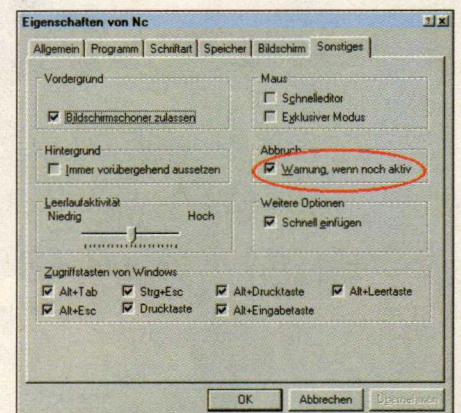 Eigenschaften von Nc
Allgemein Programm Schriftart Speicher Bildschirm Sonstiges
Vordergrund
Bildschirmschoner zulassen
Maus
Schnelleditor
Exklusiver Modus
Hintergrund
Immer vorübergehend aussetzen
Abbruch
Warnung, wenn noch aktiv
Leerlaufaktivität
Niedrig Hoch
Weitere Optionen
Schnell einfügen
Zugriffstasten von Windows
Alt+Tab Strg+Esc Alt+Drucktaste Alt+Leertaste
Alt+Esc Drucktaste Alt+Eingabetaste
OK Abbrechen Übernehmen